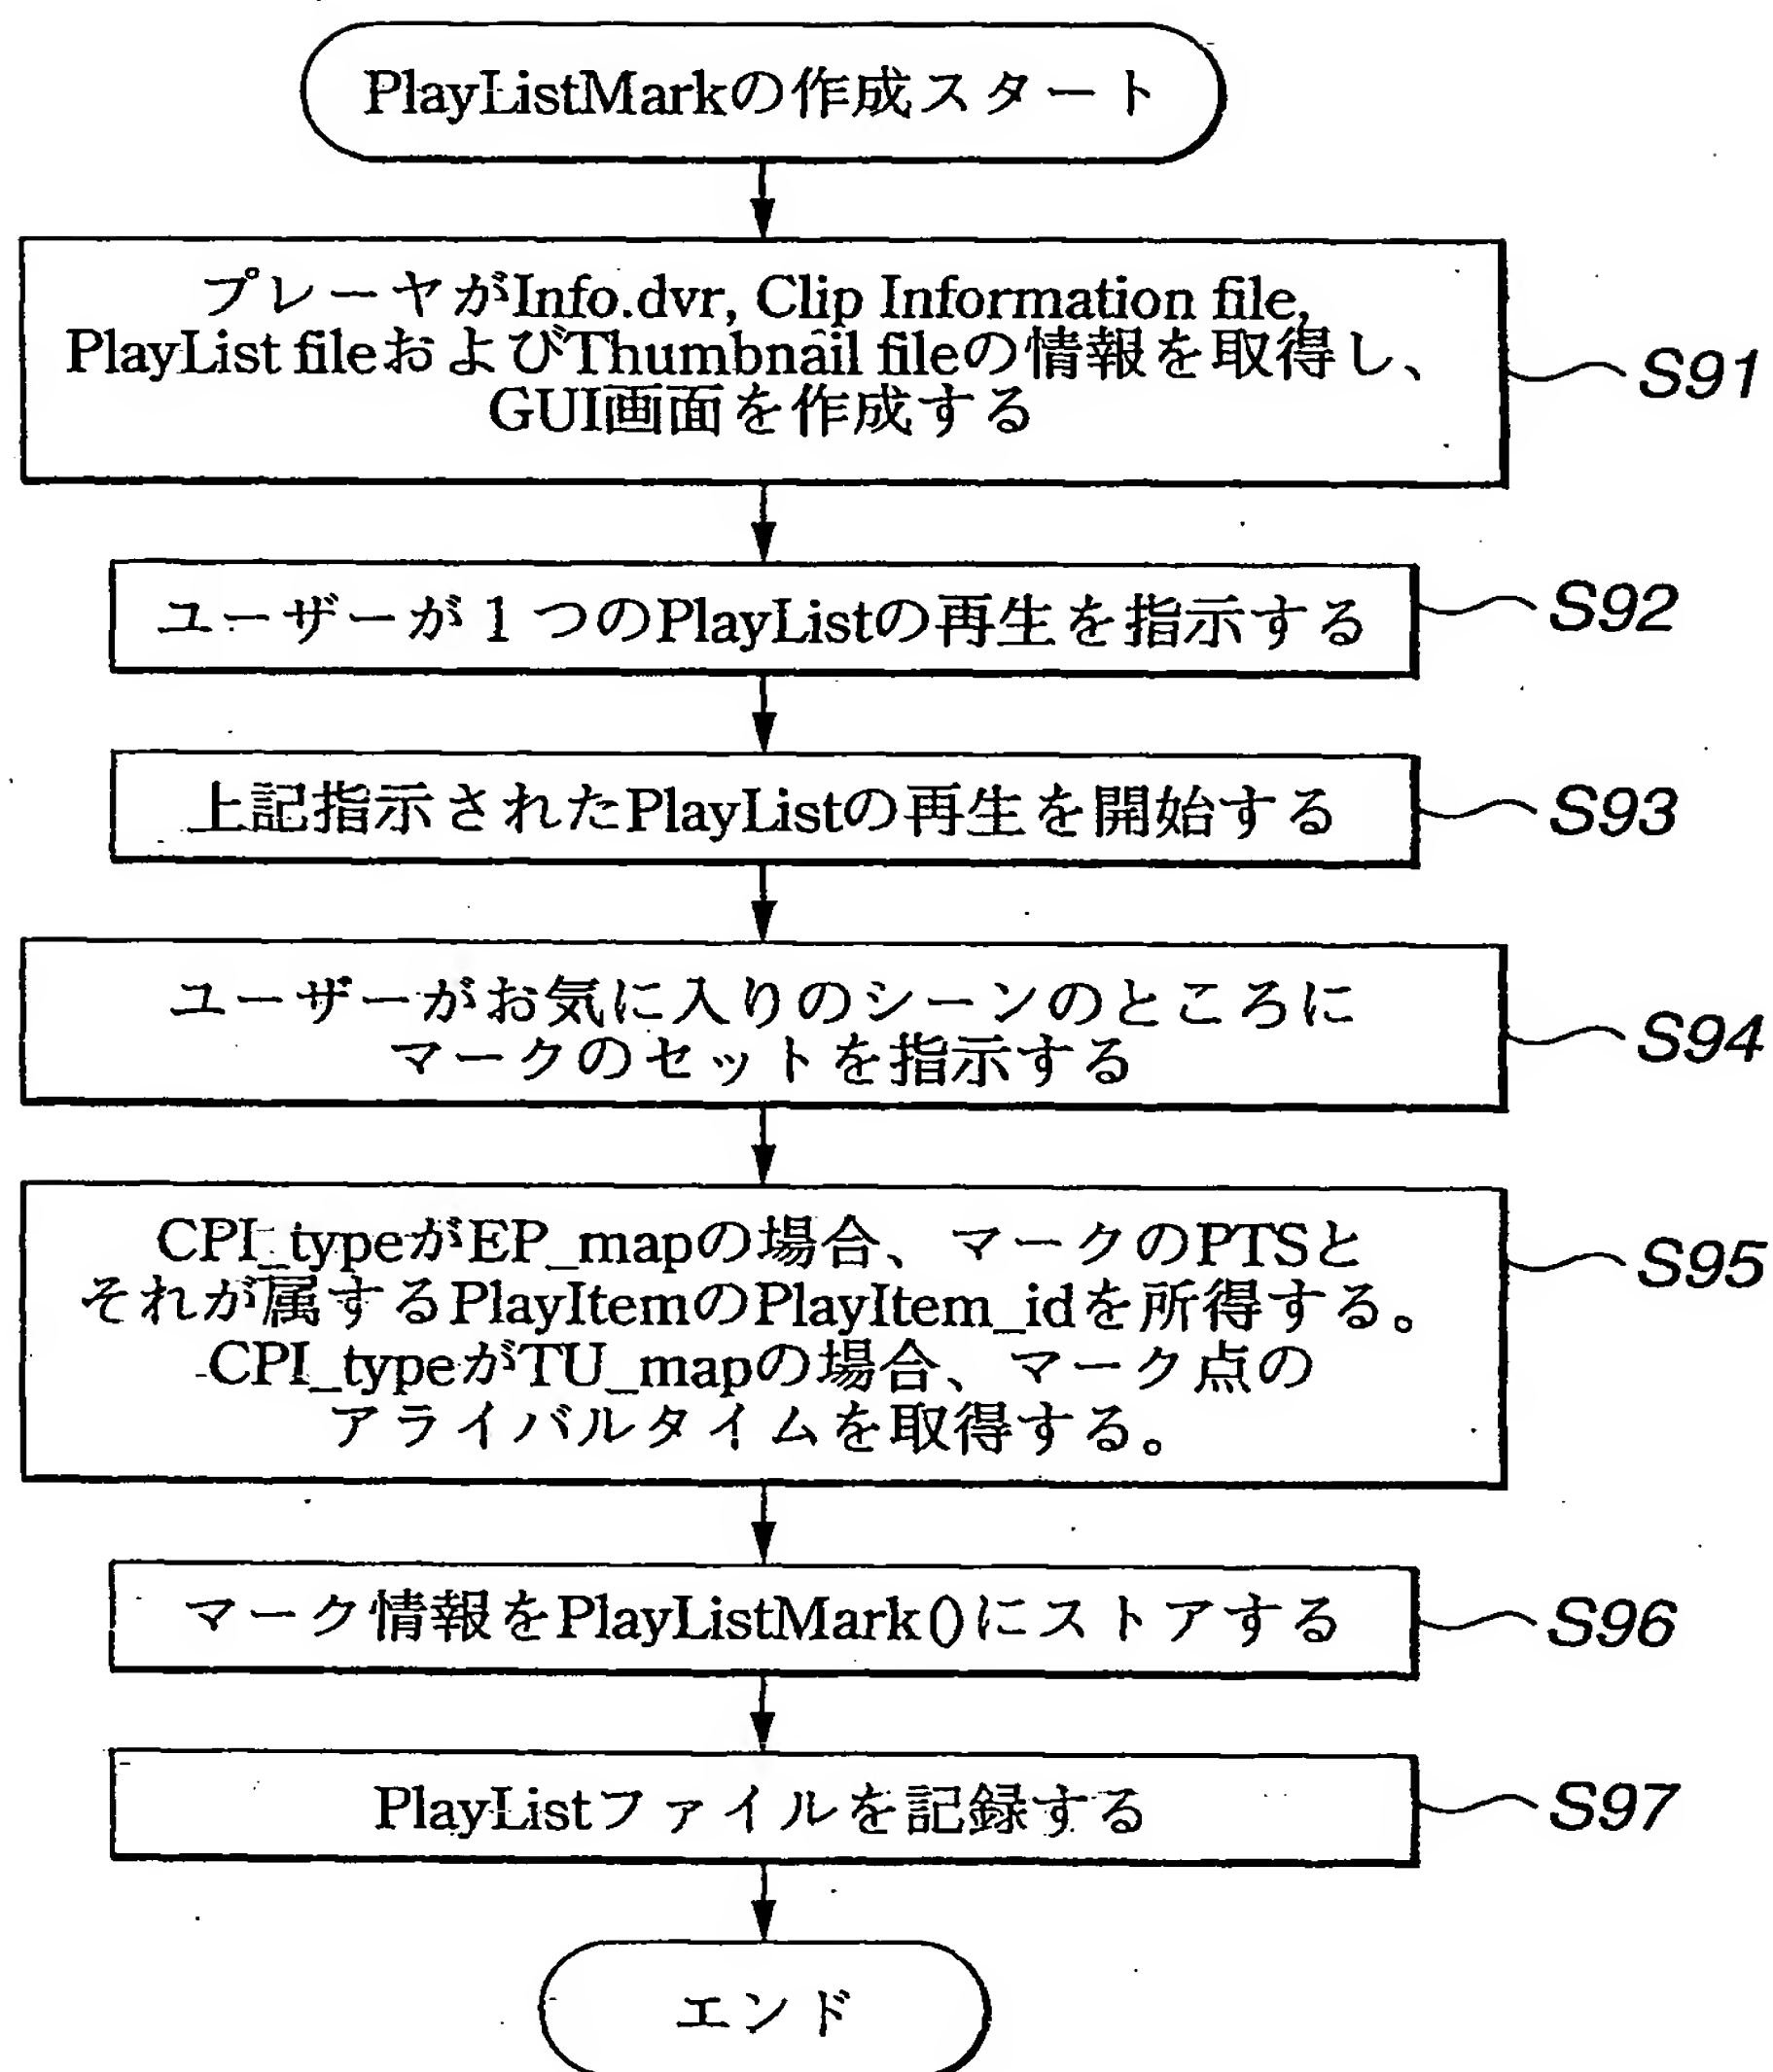 PlayListMarkの作成スタート
プレーヤがInfo.dvr, Clip Information file,
PlayList fileおよびThumbnail fileの情報を取得し、
GUI画面を作成する
S91
ユーザーが1つのPlayListの再生を指示する
S92
上記指示されたPlayListの再生を開始する
S93
ユーザーがお気に入りのシーンのところに
マークのセットを指示する
S94
CPI_typeがEP_mapの場合、マークのPTSと
それが属するPlayItemのPlayItem_idを所得する。
CPI_typeがTU_mapの場合、マーク点の
アライバルタイムを取得する。
S95
マーク情報をPlayListMark()にストアする
S96
PlayListファイルを記録する
S97
エンド